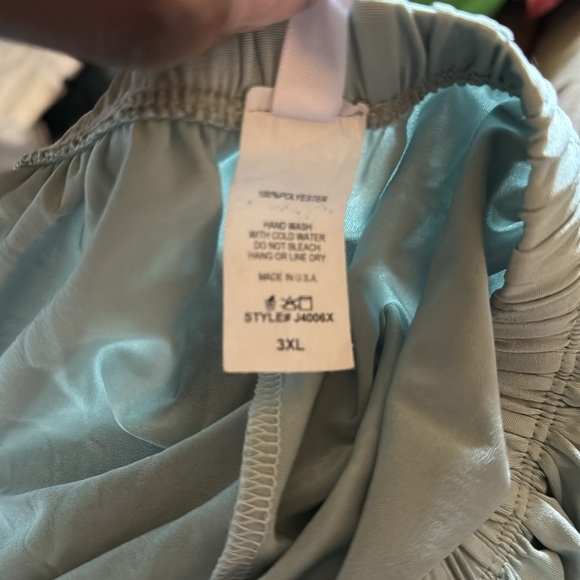 100%POLYESTER
HAND WASH
WITH COLD WATER
DO NOT BLEACH
HANG OR LINE DRY
MADE IN U.S.A.
STYLE# J4006X
3XL